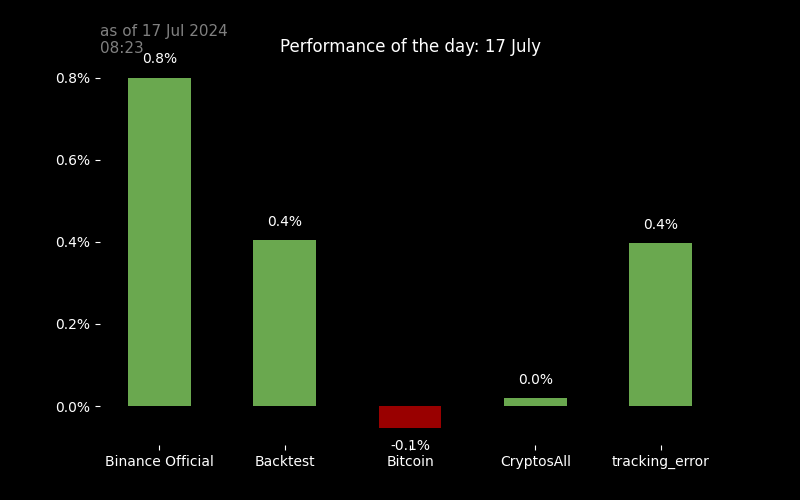 as of 17 Jul 2024
08:23
Performance of the day: 17 July
0.8%
0.8%
0.6%
0.4%
0.4%
0.4%
0.2%
0.0%
0.0%
-0.1%
Binance Official
Backtest
Bitcoin
CryptosAll
tracking_error